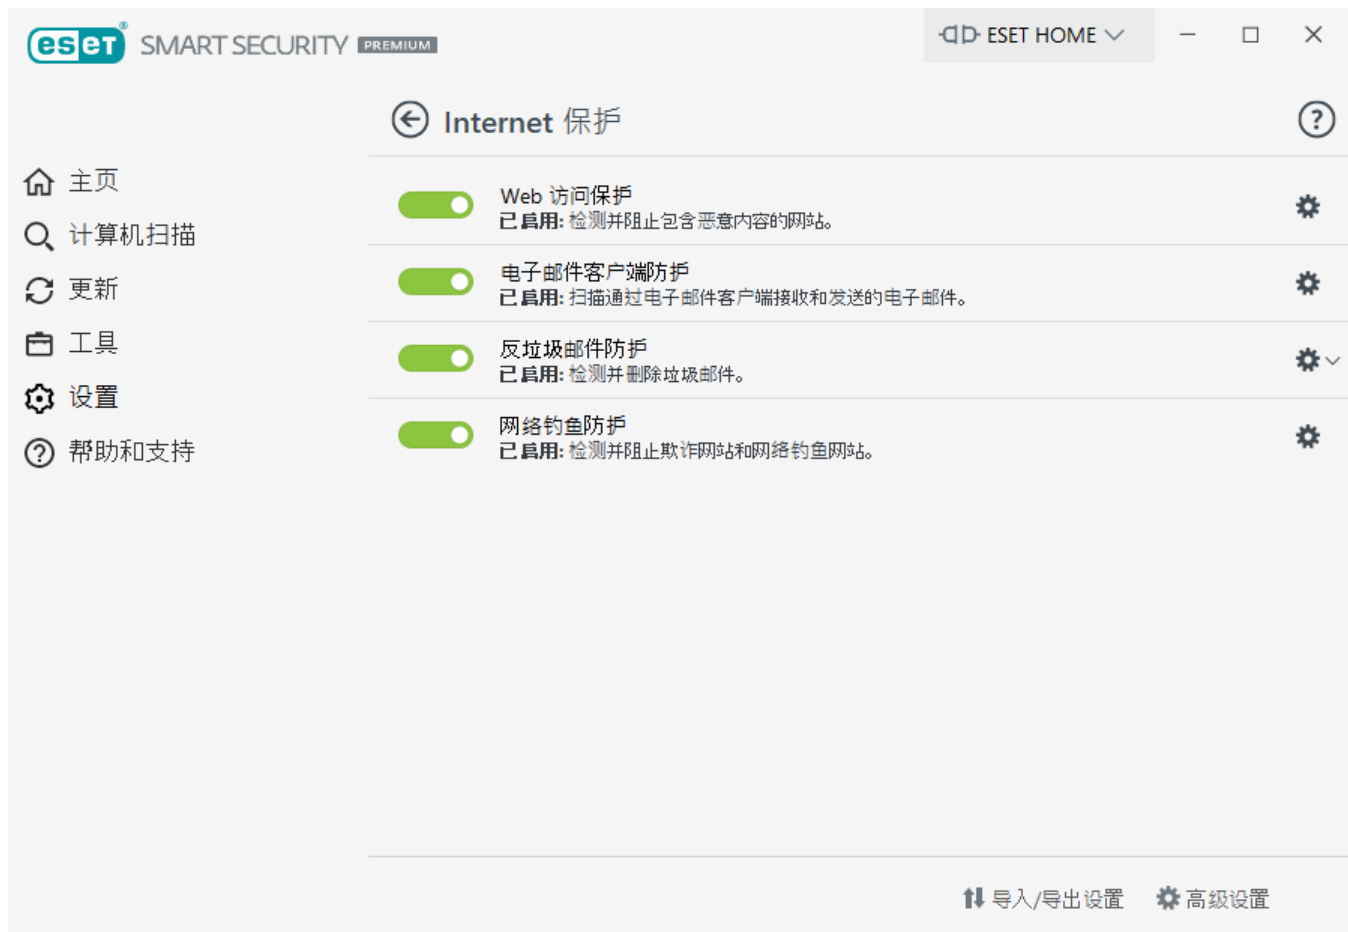 eset® SMART SECURITY PREMIUM
ESET HOME
Internet 保护
主页
计算机扫描
更新
工具
设置
帮助和支持
Web 访问保护
已启用: 检测并阻止包含恶意内容的网站。
电子邮件客户端防护
已启用: 扫描通过电子邮件客户端接收和发送的电子邮件。
反垃圾邮件防护
已启用: 检测并删除垃圾邮件。
网络钓鱼防护
已启用: 检测并阻止欺诈网站和网络钓鱼网站。
导入/导出设置
高级设置